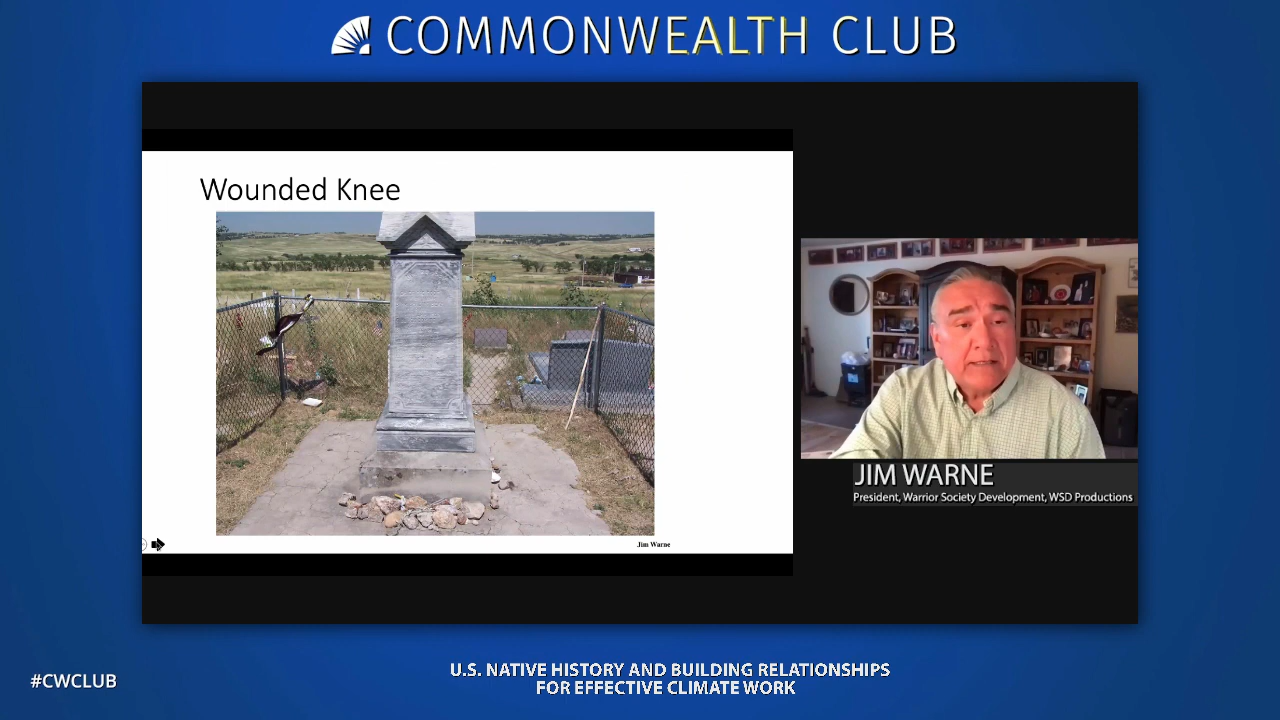 COMMONWEALTH CLUB
Wounded Knee
Jim Warne
JIM WARNE
President, Warrior Society Development, WSD Productions
#CWCLUB
U.S. NATIVE HISTORY AND BUILDING RELATIONSHIPS
FOR EFFECTIVE CLIMATE WORK